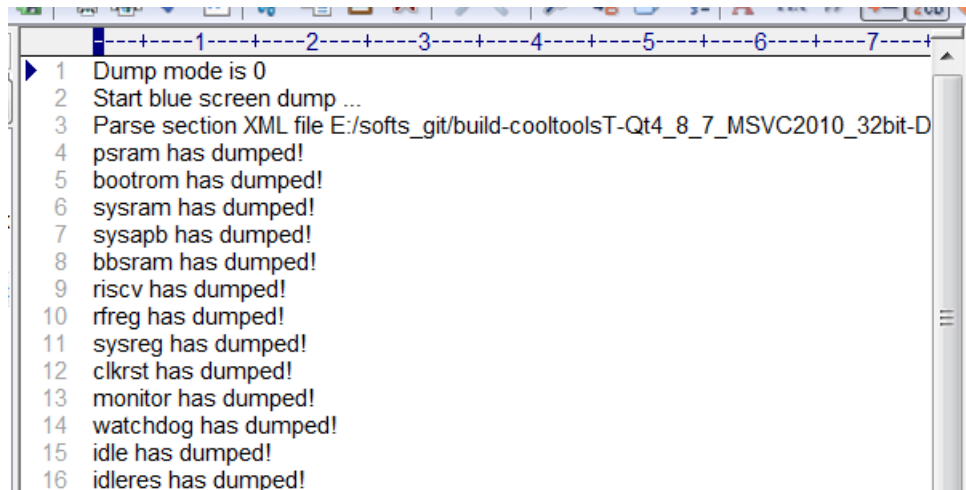 ----+----1----+----2----+----3----+----4----+----5----+----6----+----7----+
1 Dump mode is 0
2 Start blue screen dump ...
3 Parse section XML file E:/softs_git/build-cooltoolsT-Qt4_8_7_MSVC2010_32bit-D
4 psram has dumped!
5 bootrom has dumped!
6 sysram has dumped!
7 sysapb has dumped!
8 bbsram has dumped!
9 riscv has dumped!
10 rfreg has dumped!
11 sysreg has dumped!
12 clkrst has dumped!
13 monitor has dumped!
14 watchdog has dumped!
15 idle has dumped!
16 idleres has dumped!